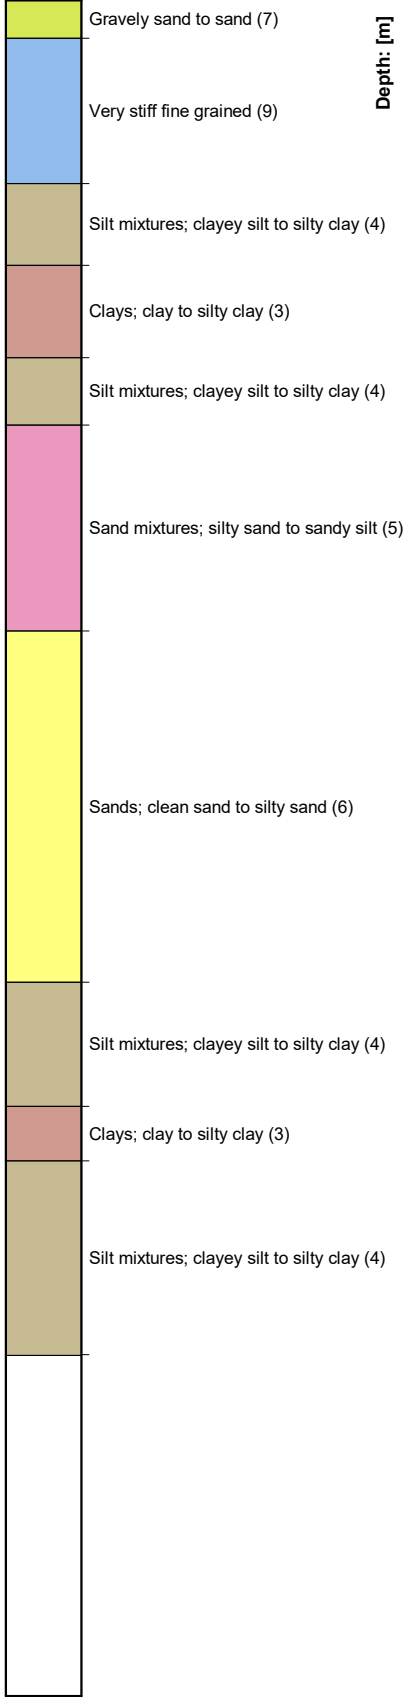 Gravely sand to sand (7)
Depth: [m]
Very stiff fine grained (9)
Silt mixtures; clayey silt to silty clay (4)
Clays; clay to silty clay (3)
Silt mixtures; clayey silt to silty clay (4)
Sand mixtures; silty sand to sandy silt (5)
Sands; clean sand to silty sand (6)
Silt mixtures; clayey silt to silty clay (4)
Clays; clay to silty clay (3)
Silt mixtures; clayey silt to silty clay (4)